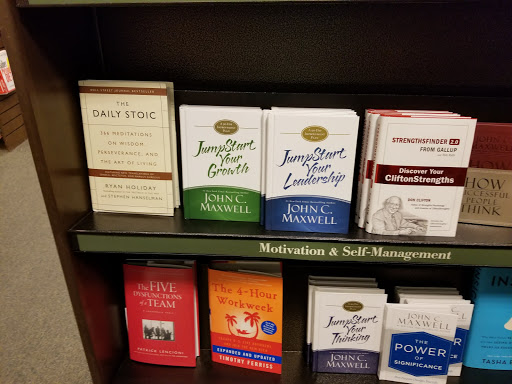 THE
DAILY STOIC
366 MEDITATIONS
ON WISDOM,
PERSEVERANCE, AND
THE ART OF LIVING
RYAN HOLIDAY
AND STEPHEN HANSELMAN
JumpStart
Your
Growth
JOHN C.
MAXWELL
JumpStart
Your
Leadership
JOHN C.
MAXWELL
STRENGTHSFINDER 2.0
FROM GALLUP
Discover Your
CliftonStrengths
DON CLIFTON
HOW
SUCCESSFUL
PEOPLE
THINK
Motivation & Self-Management
THE FIVE
DYSFUNCTIONS
OF A TEAM
PATRICK LENCIONI
The 4-Hour
Workweek
EXPANDED AND UPDATED
TIMOTHY FERRISS
JumpStart
Your
Thinking
JOHN C.
MAXWELL
JOHN C.
MAXWELL
THE
POWER OF
SIGNIFICANCE
TASHA